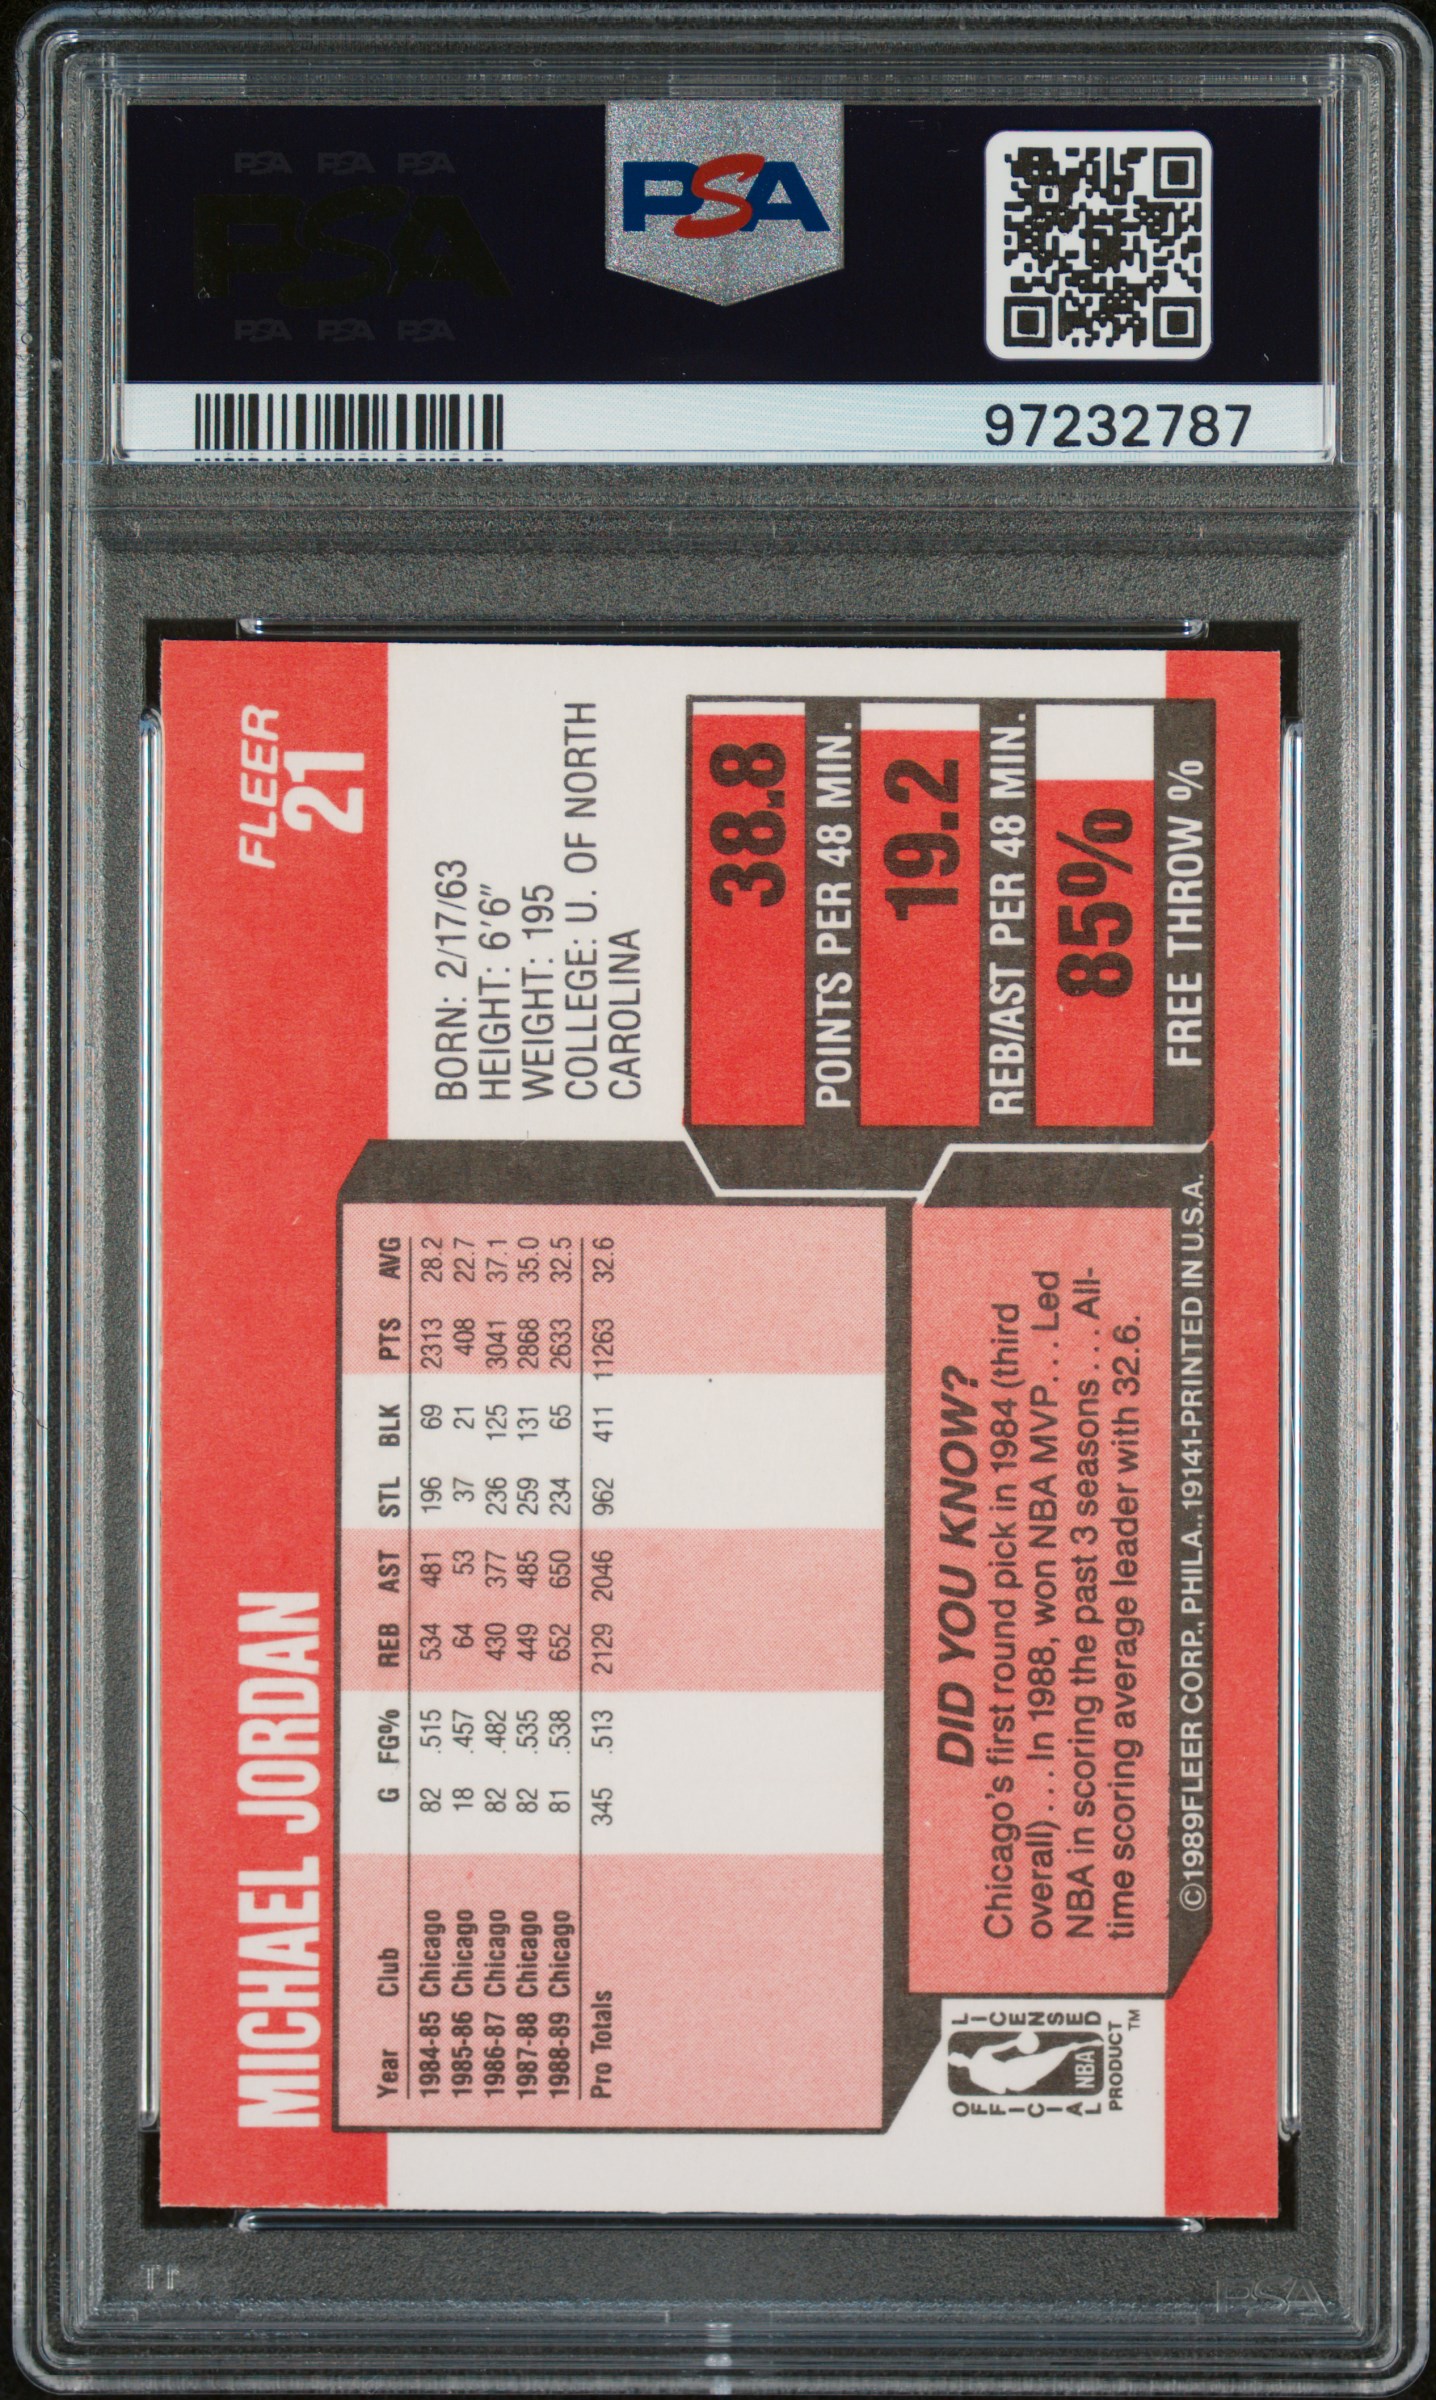 PSA PSA PSA
PSA
PSA PSA PSA
PSA
97232787
MICHAEL JORDAN
FLEER
21
BORN: 2/17/63
HEIGHT: 6'6"
WEIGHT: 195
COLLEGE: U. OF NORTH
CAROLINA
Year Club G FG% REB AST STL BLK PTS AVG
1984-85 Chicago 82 .515 534 481 196 69 2313 28.2
1985-86 Chicago 18 .457 64 53 37 21 408 22.7
1986-87 Chicago 82 .482 430 377 236 125 3041 37.1
1987-88 Chicago 82 .535 449 485 259 131 2868 35.0
1988-89 Chicago 81 .538 652 650 234 65 2633 32.5
Pro Totals 345 .513 2129 2046 962 411 11263 32.6
38.8
POINTS PER 48 MIN.
19.2
REB/AST PER 48 MIN.
85%
FREE THROW %
DID YOU KNOW?
Chicago's first round pick in 1984 (third
overall) . . . In 1988, won NBA MVP . . . Led
NBA in scoring the past 3 seasons . . . All-
time scoring average leader with 32.6.
OFFICIAL
NBA
LICENSED
PRODUCT™
©1989FLEER CORP., PHILA., 19141-PRINTED IN U.S.A.
PSA